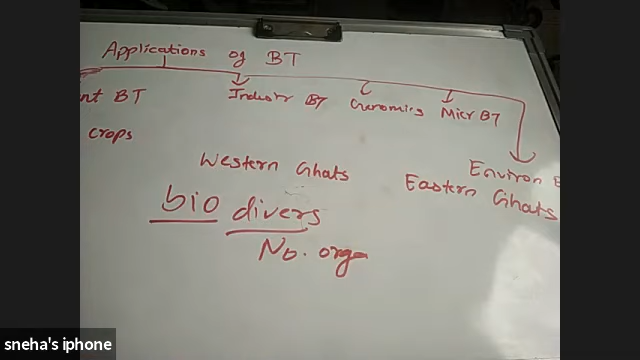 Applications of BT
nt BT Industr BT Genomics Micr BT
crops
Environ
Western Ghats Eastern Ghats
bio divers
No. orga
sneha's iphone